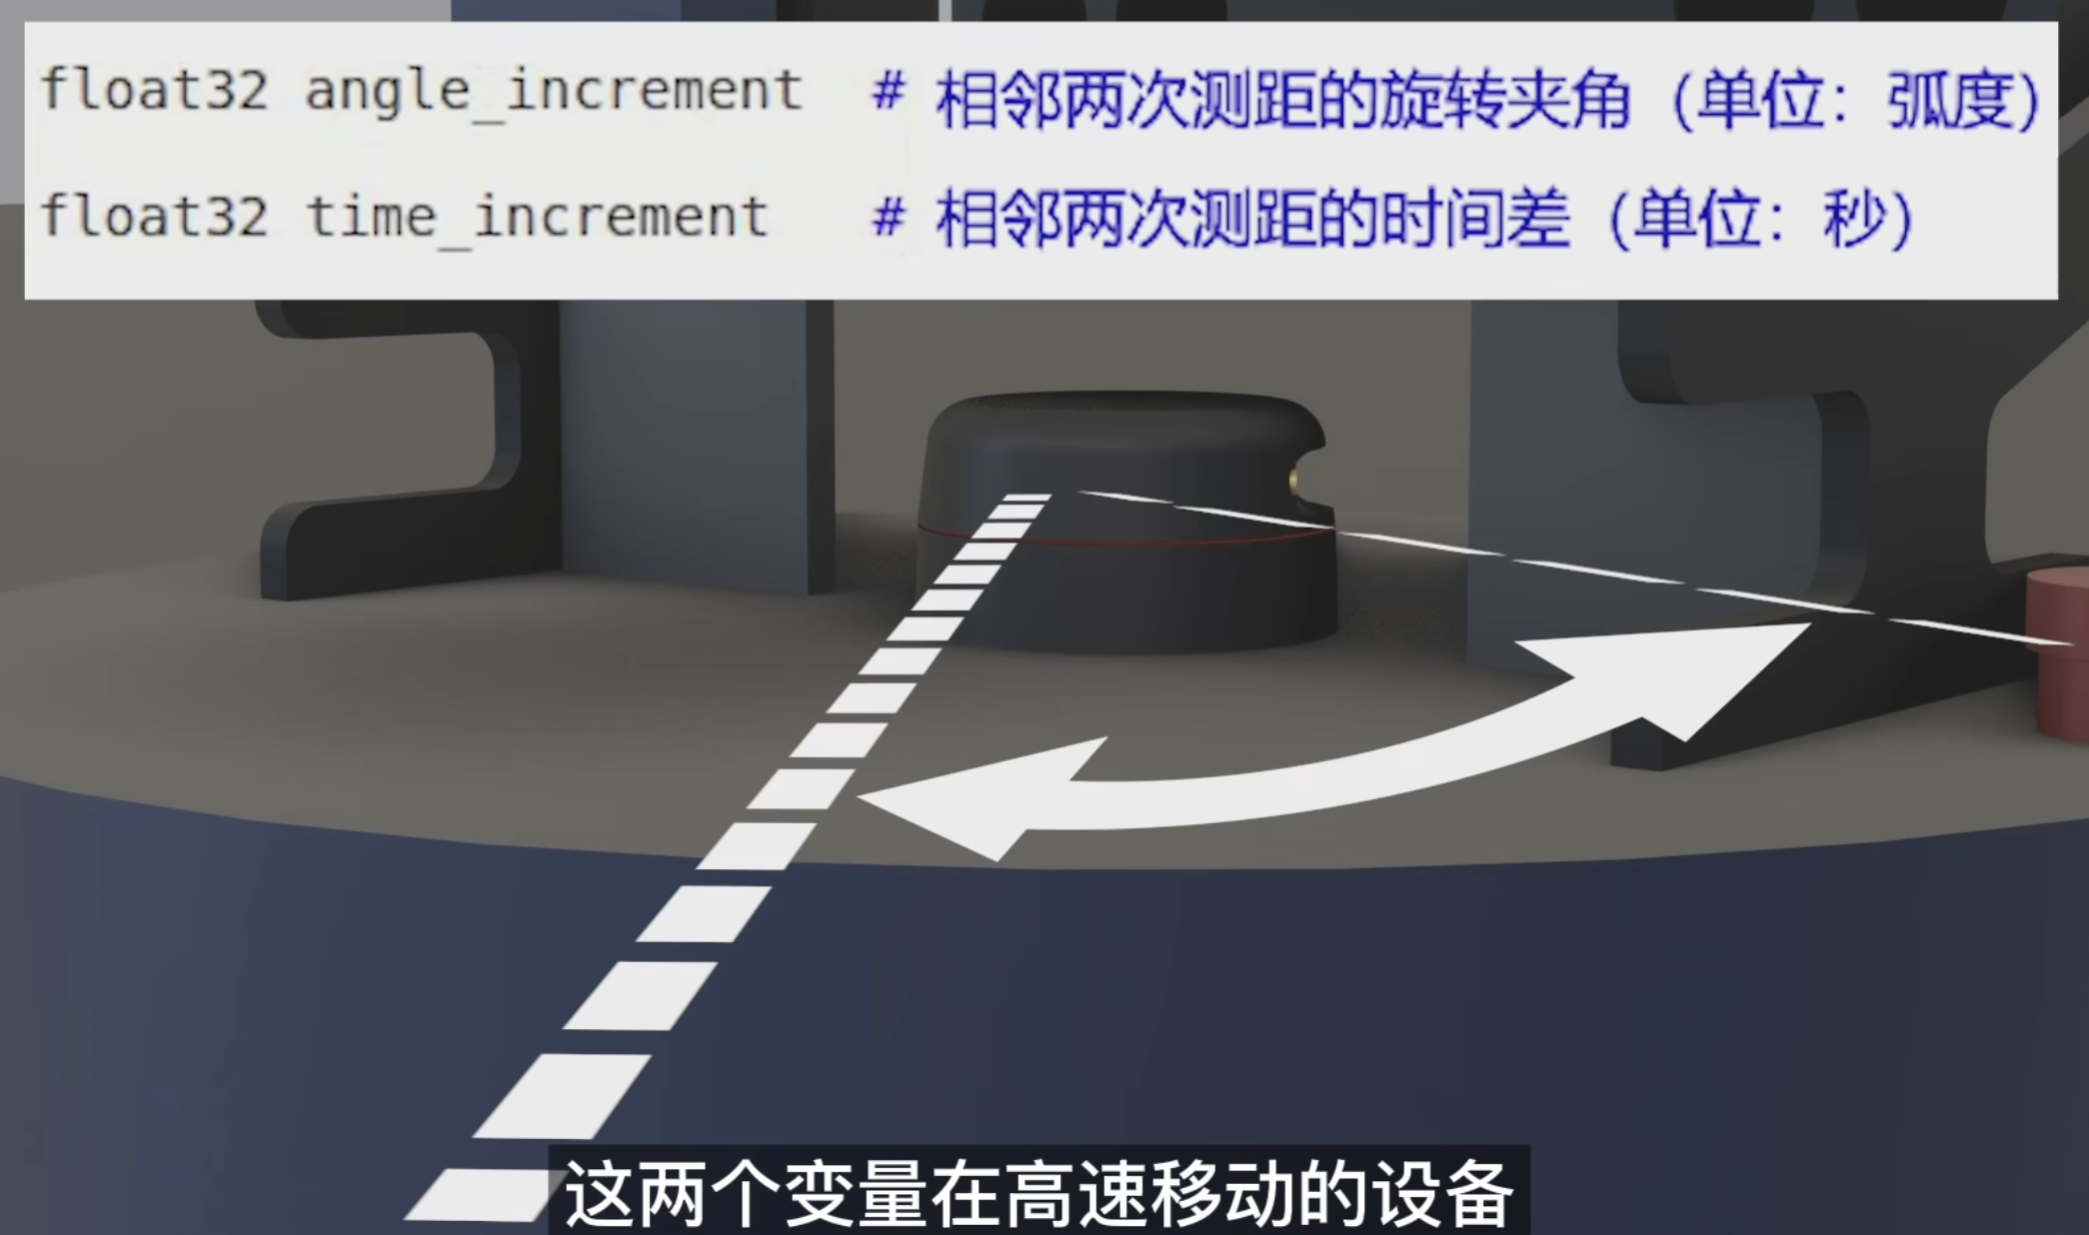 float32 angle_increment # 相邻两次测距的旋转夹角（单位：弧度）
float32 time_increment # 相邻两次测距的时间差（单位：秒）
这两个变量在高速移动的设备